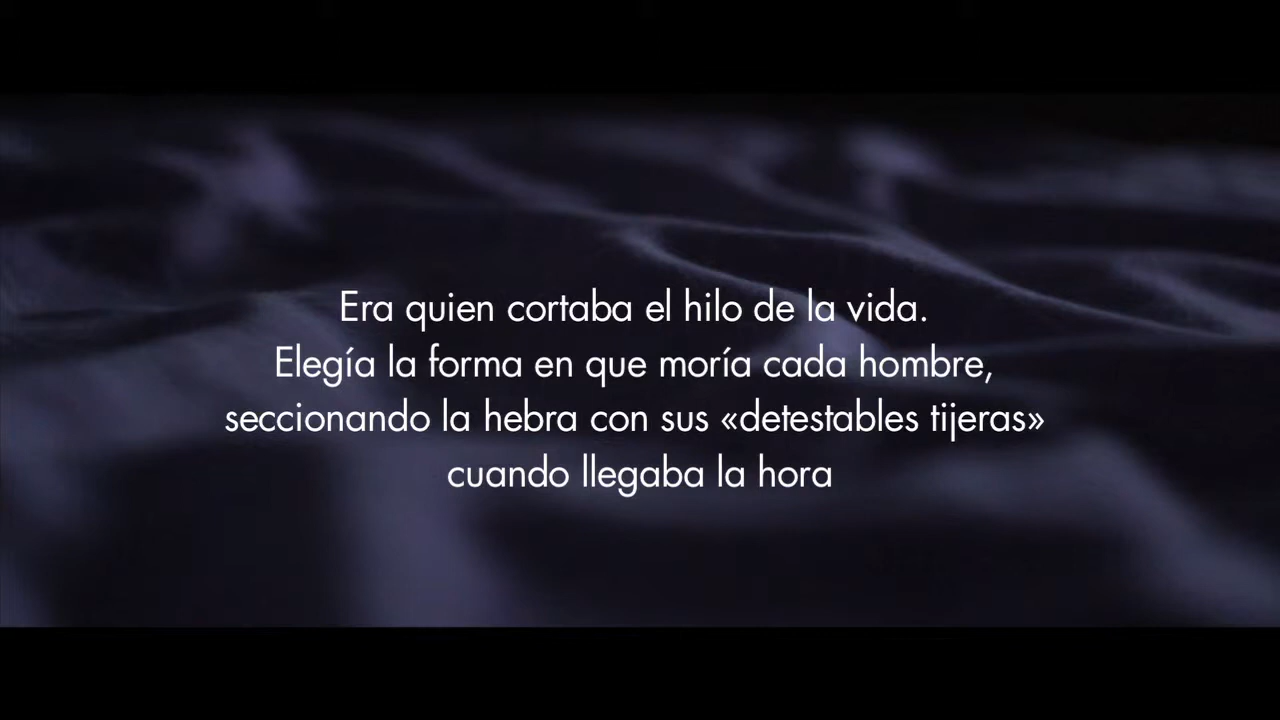 Era quien cortaba el hilo de la vida.
Elegía la forma en que moría cada hombre,
seccionando la hebra con sus «detestables tijeras»
cuando llegaba la hora